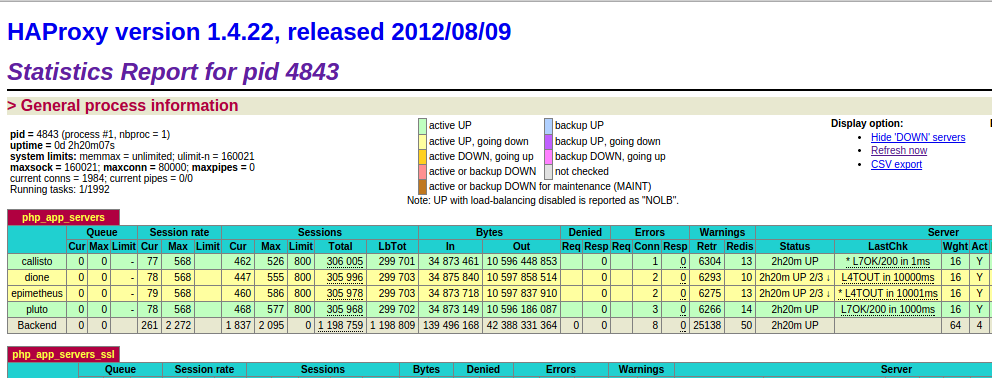 HAProxy version 1.4.22, released 2012/08/09
Statistics Report for pid 4843
> General process information
pid = 4843 (process #1, nbproc = 1)
uptime = 0d 2h20m07s
system limits: memmax = unlimited; ulimit-n = 160021
maxsock = 160021; maxconn = 80000; maxpipes = 0
current conns = 1984; current pipes = 0/0
Running tasks: 1/1992
active UP backup UP
active UP, going down backup UP, going down
active DOWN, going up backup DOWN, going up
active or backup DOWN not checked
active or backup DOWN for maintenance (MAINT)
Note: UP with load-balancing disabled is reported as "NOLB".
Display option:
• Hide 'DOWN' servers
• Refresh now
• CSV export
php_app_servers
Queue Session rate Sessions Bytes Denied Errors Warnings Server
Cur Max Limit Cur Max Limit Cur Max Limit Total LbTot In Out Req Resp Req Conn Resp Retr Redis Status LastChk Wght Act
callisto 0 0 - 77 568 462 526 800 306 005 299 701 34 873 461 10 596 448 853 0 1 0 6304 13 2h20m UP * L7OK/200 in 1ms 16 Y
dione 0 0 - 78 568 447 555 800 305 996 299 703 34 875 840 10 597 858 514 0 2 0 6293 10 2h20m UP 2/3 ↓ * L4TOUT in 10001ms 16 Y
epimetheus 0 0 - 79 568 460 586 800 305 978 299 703 34 873 718 10 597 837 910 0 2 0 6275 13 2h20m UP 2/3 ↓ * L4TOUT in 10001ms 16 Y
pluto 0 0 - 78 568 468 577 800 305 968 299 702 34 873 149 10 596 186 087 0 3 0 6266 14 2h20m UP L7OK/200 in 1000ms 16 Y
Backend 0 0 261 2 272 1 837 2 095 0 1 198 759 1 198 809 139 496 168 42 388 331 364 0 0 8 0 25138 50 2h20m UP 64 4
php_app_servers_ssl
Queue Session rate Sessions Bytes Denied Errors Warnings Server